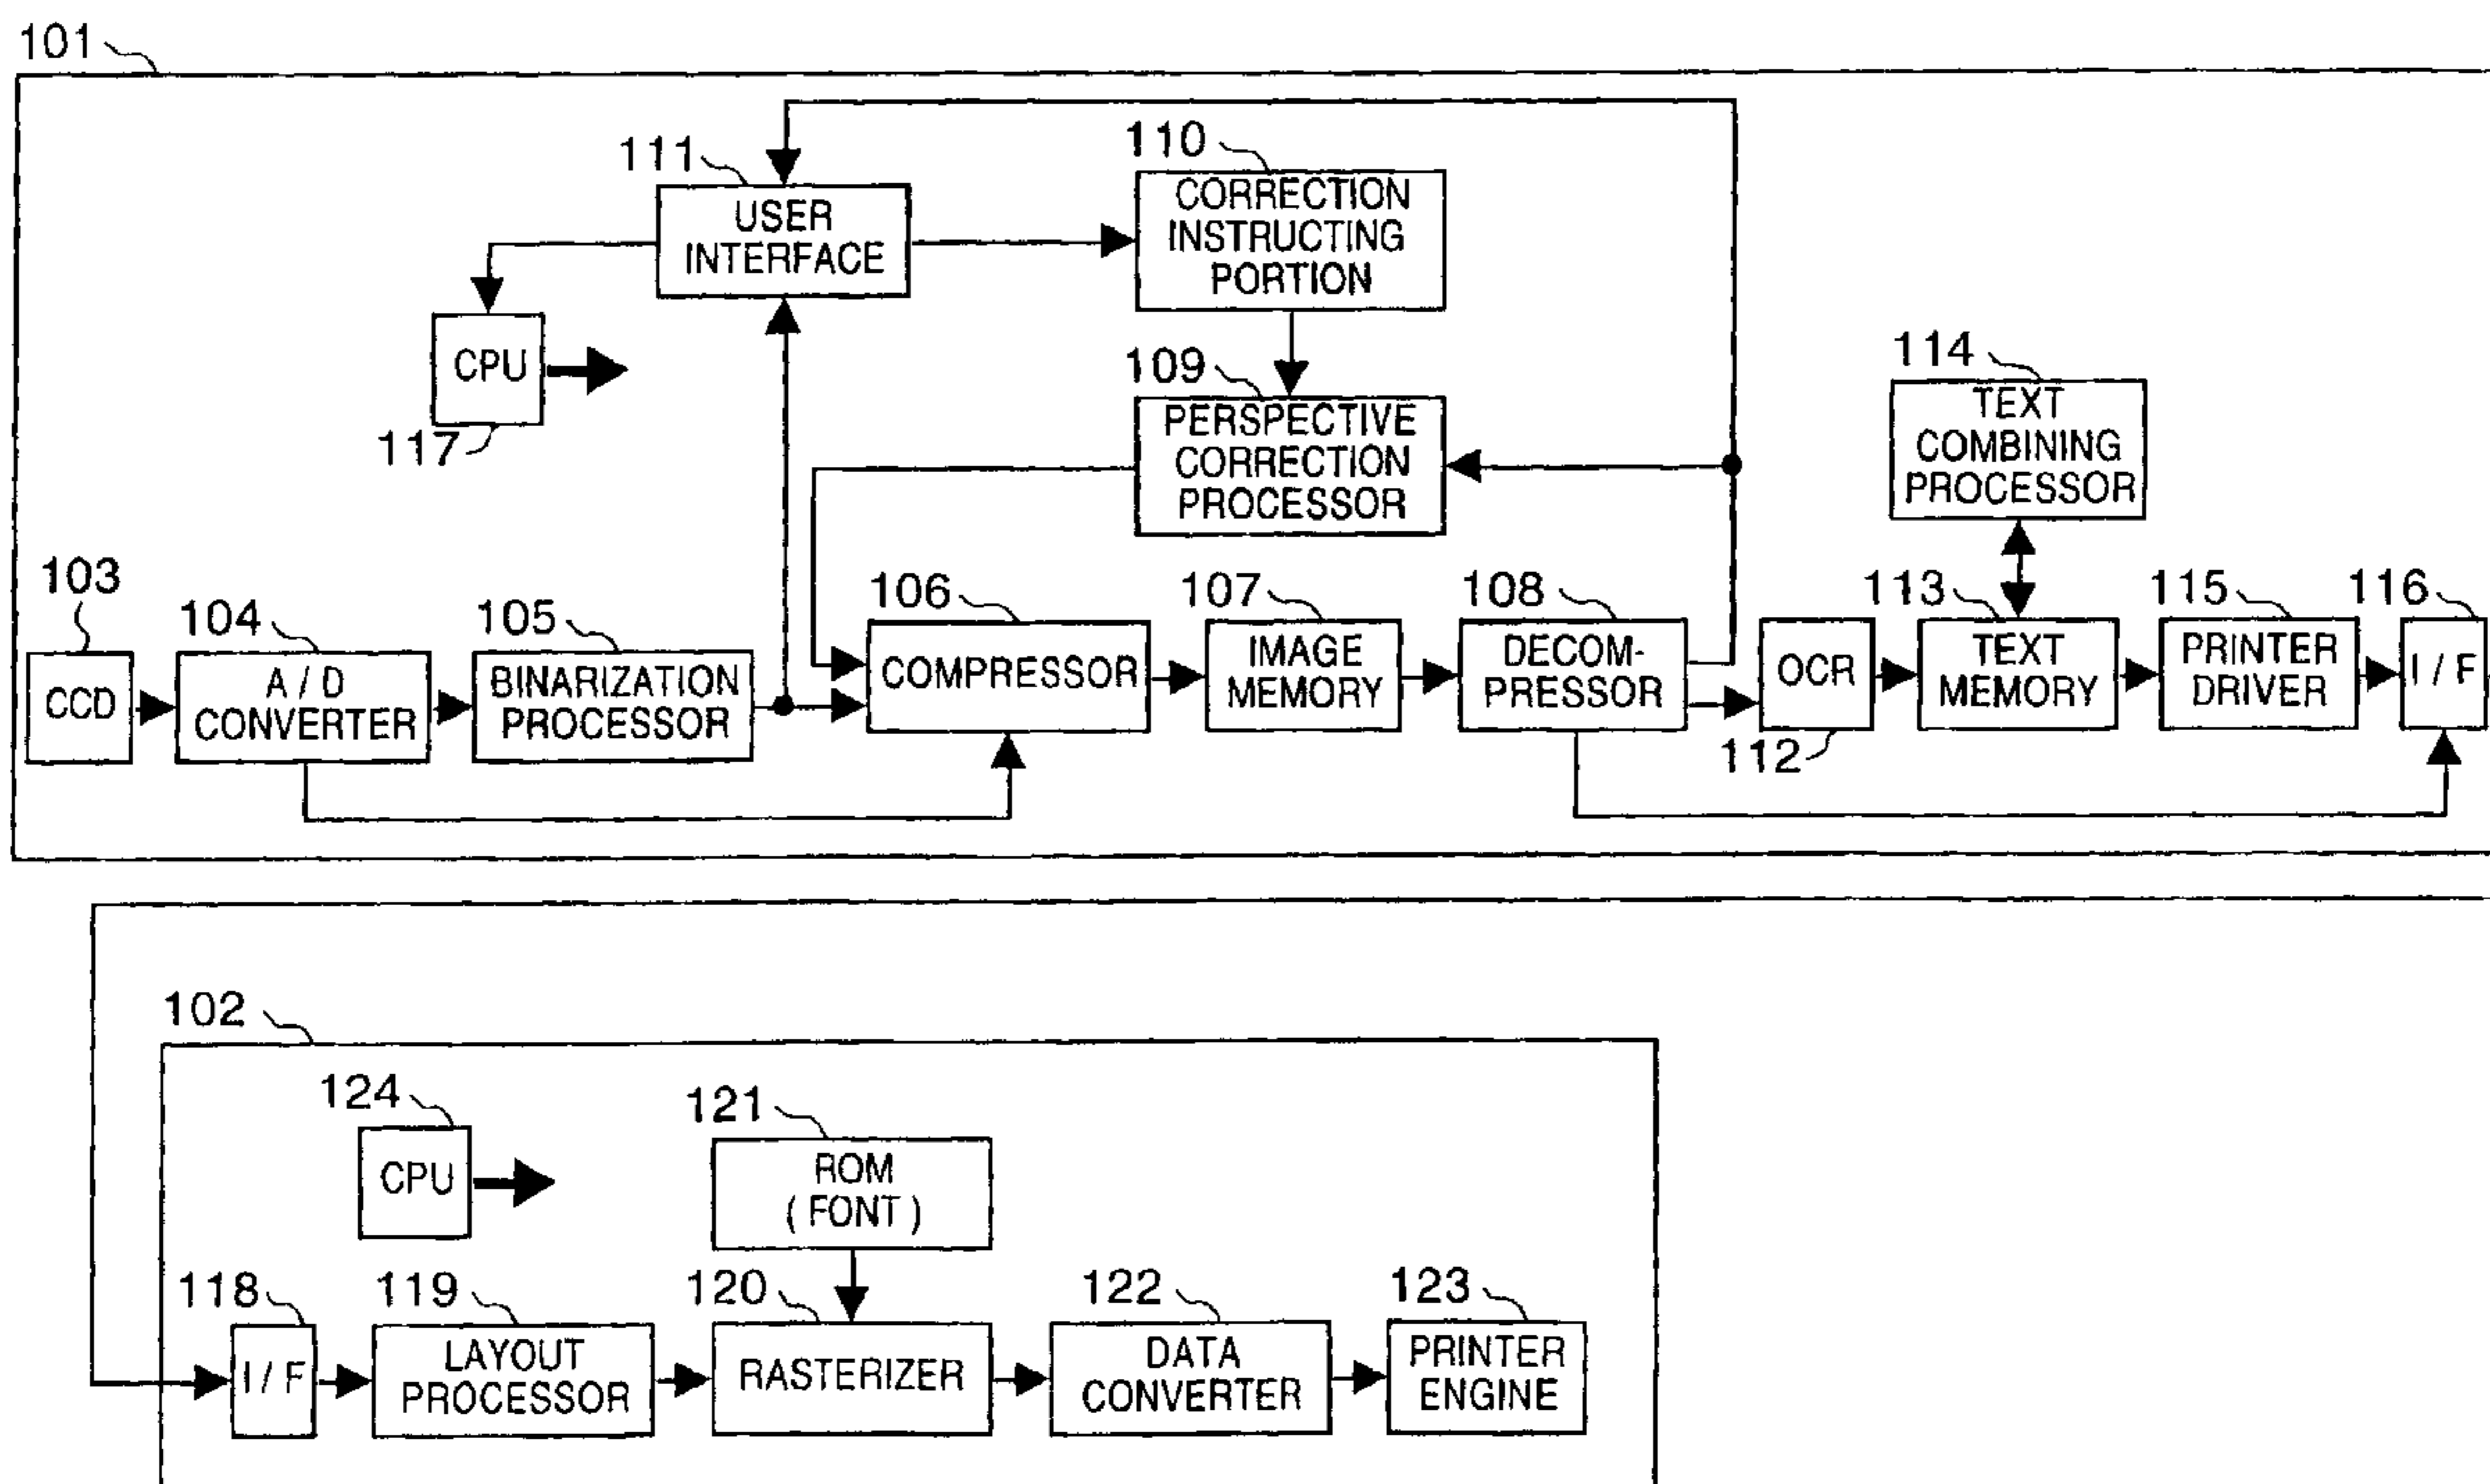 101
111
USER
INTERFACE
110
CORRECTION
INSTRUCTING
PORTION
CPU
117
109
PERSPECTIVE
CORRECTION
PROCESSOR
114
TEXT
COMBINING
PROCESSOR
103
CCD
104
A / D
CONVERTER
105
BINARIZATION
PROCESSOR
106
COMPRESSOR
107
IMAGE
MEMORY
108
DECOM-
PRESSOR
OCR
112
113
TEXT
MEMORY
115
PRINTER
DRIVER
116
I / F
102
124
CPU
121
ROM
( FONT )
118
I / F
119
LAYOUT
PROCESSOR
120
RASTERIZER
122
DATA
CONVERTER
123
PRINTER
ENGINE